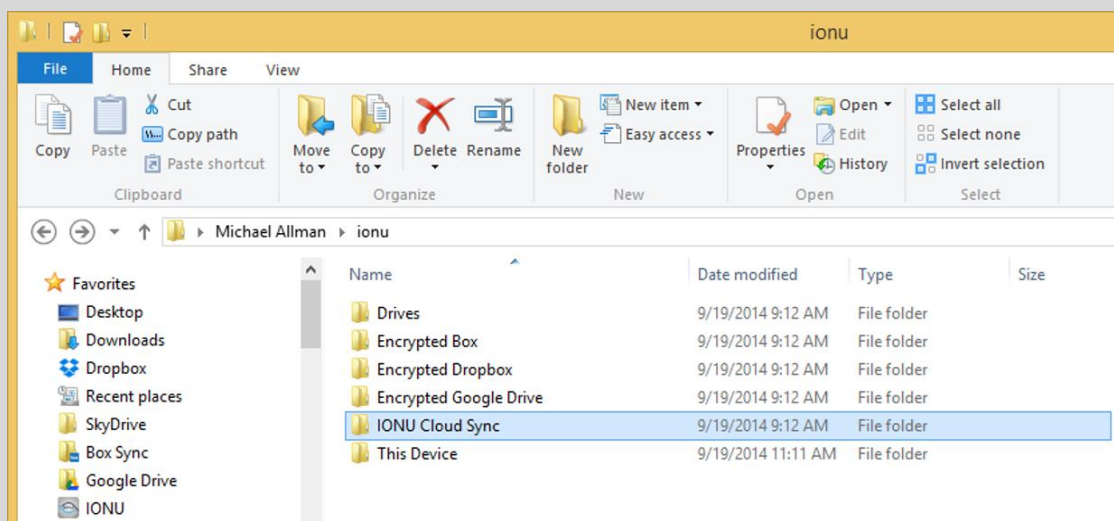 ionu
File Home Share View
Copy
Paste
Cut
Copy path
Paste shortcut
Clipboard
Move to
Copy to
Delete
Rename
Organize
New folder
New item
Easy access
New
Properties
Open
Edit
History
Open
Select all
Select none
Invert selection
Select
Michael Allman ionu
Favorites
Desktop
Downloads
Dropbox
Recent places
SkyDrive
Box Sync
Google Drive
IONU
Name Date modified Type Size
Drives 9/19/2014 9:12 AM File folder
Encrypted Box 9/19/2014 9:12 AM File folder
Encrypted Dropbox 9/19/2014 9:12 AM File folder
Encrypted Google Drive 9/19/2014 9:12 AM File folder
IONU Cloud Sync 9/19/2014 9:12 AM File folder
This Device 9/19/2014 11:11 AM File folder